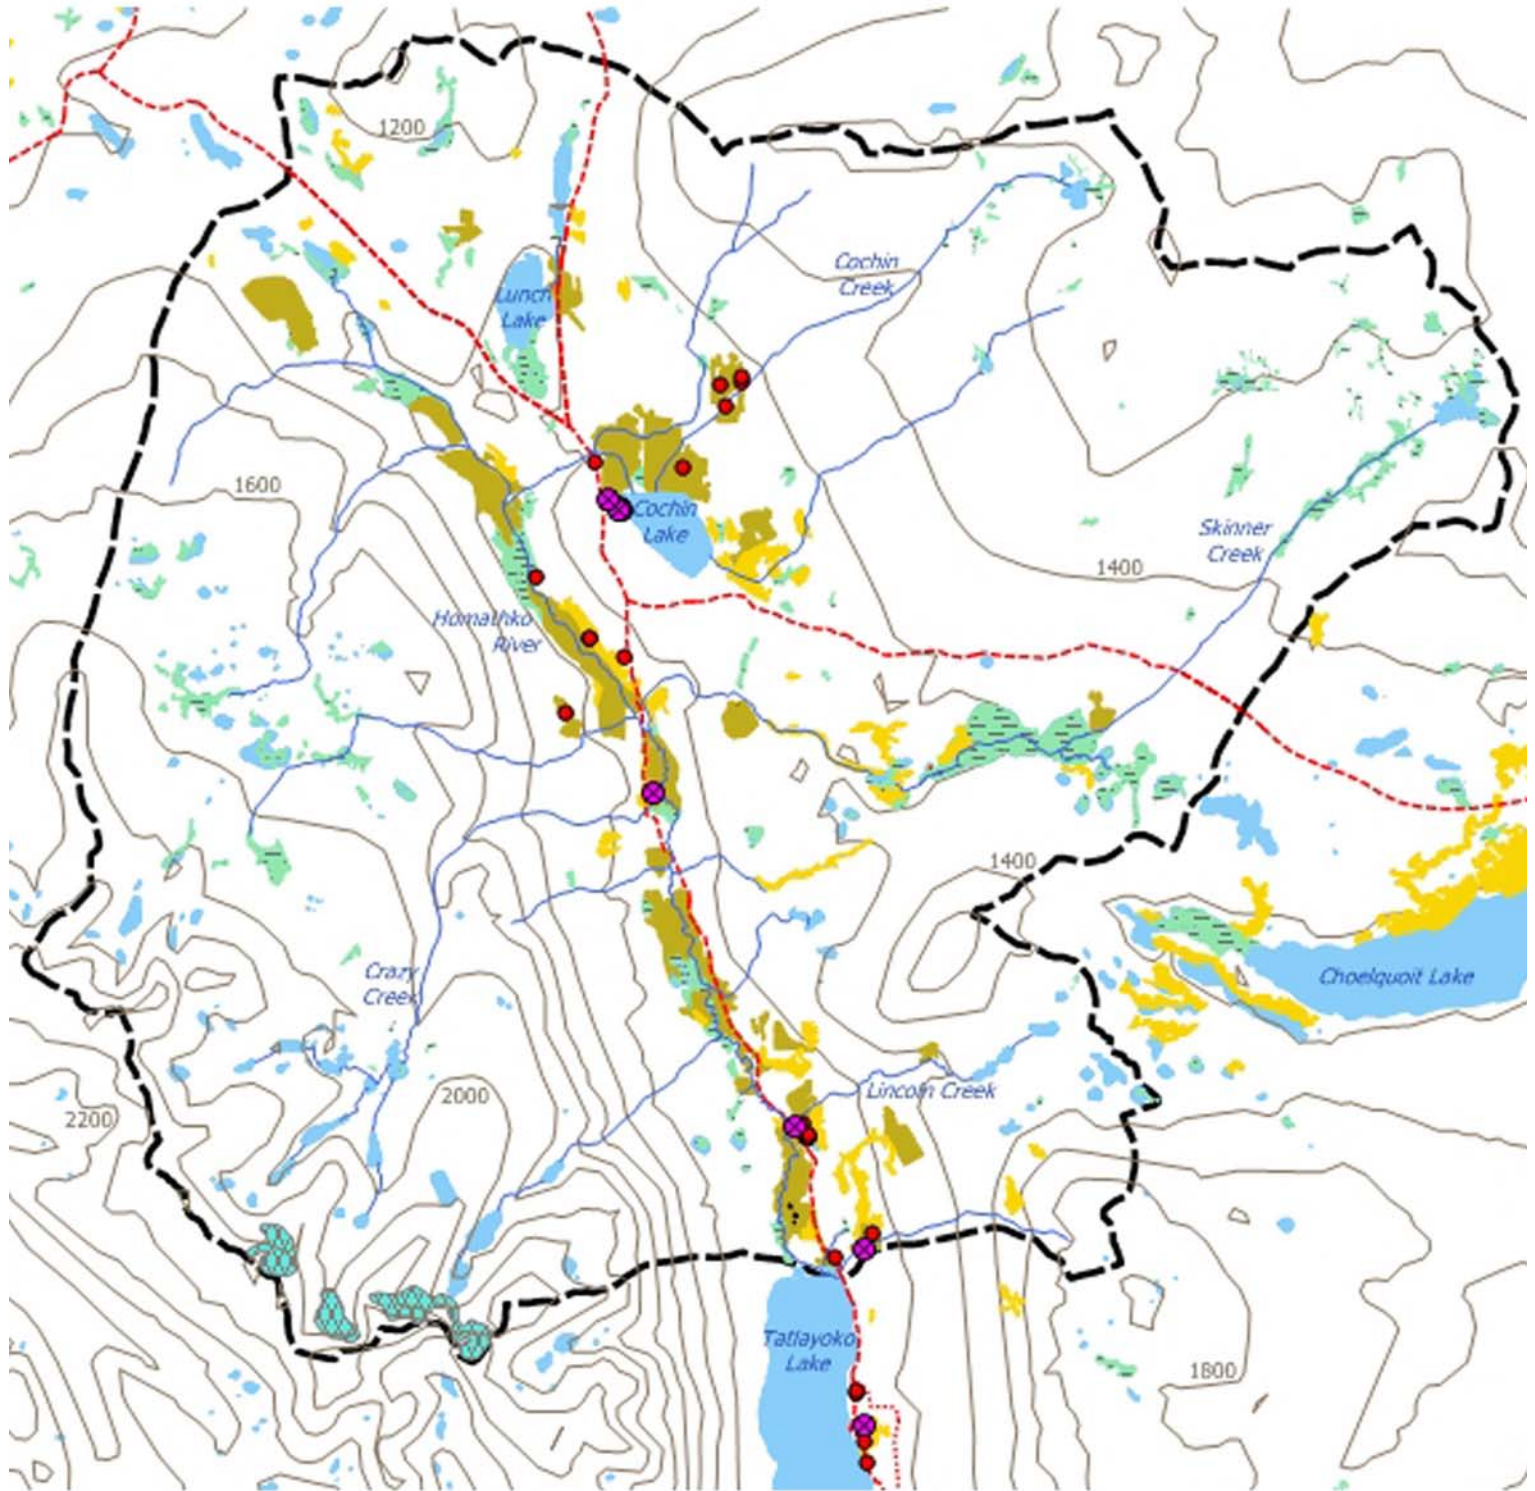 1200
Cochin
Creek
Lunch
Lake
1600
Cochin
Lake
Skinner
Creek
1400
Homathko
River
1400
Crazy
Creek
Choelquoit Lake
2000
Lincoln Creek
2200
Tatlayoko
Lake
1800